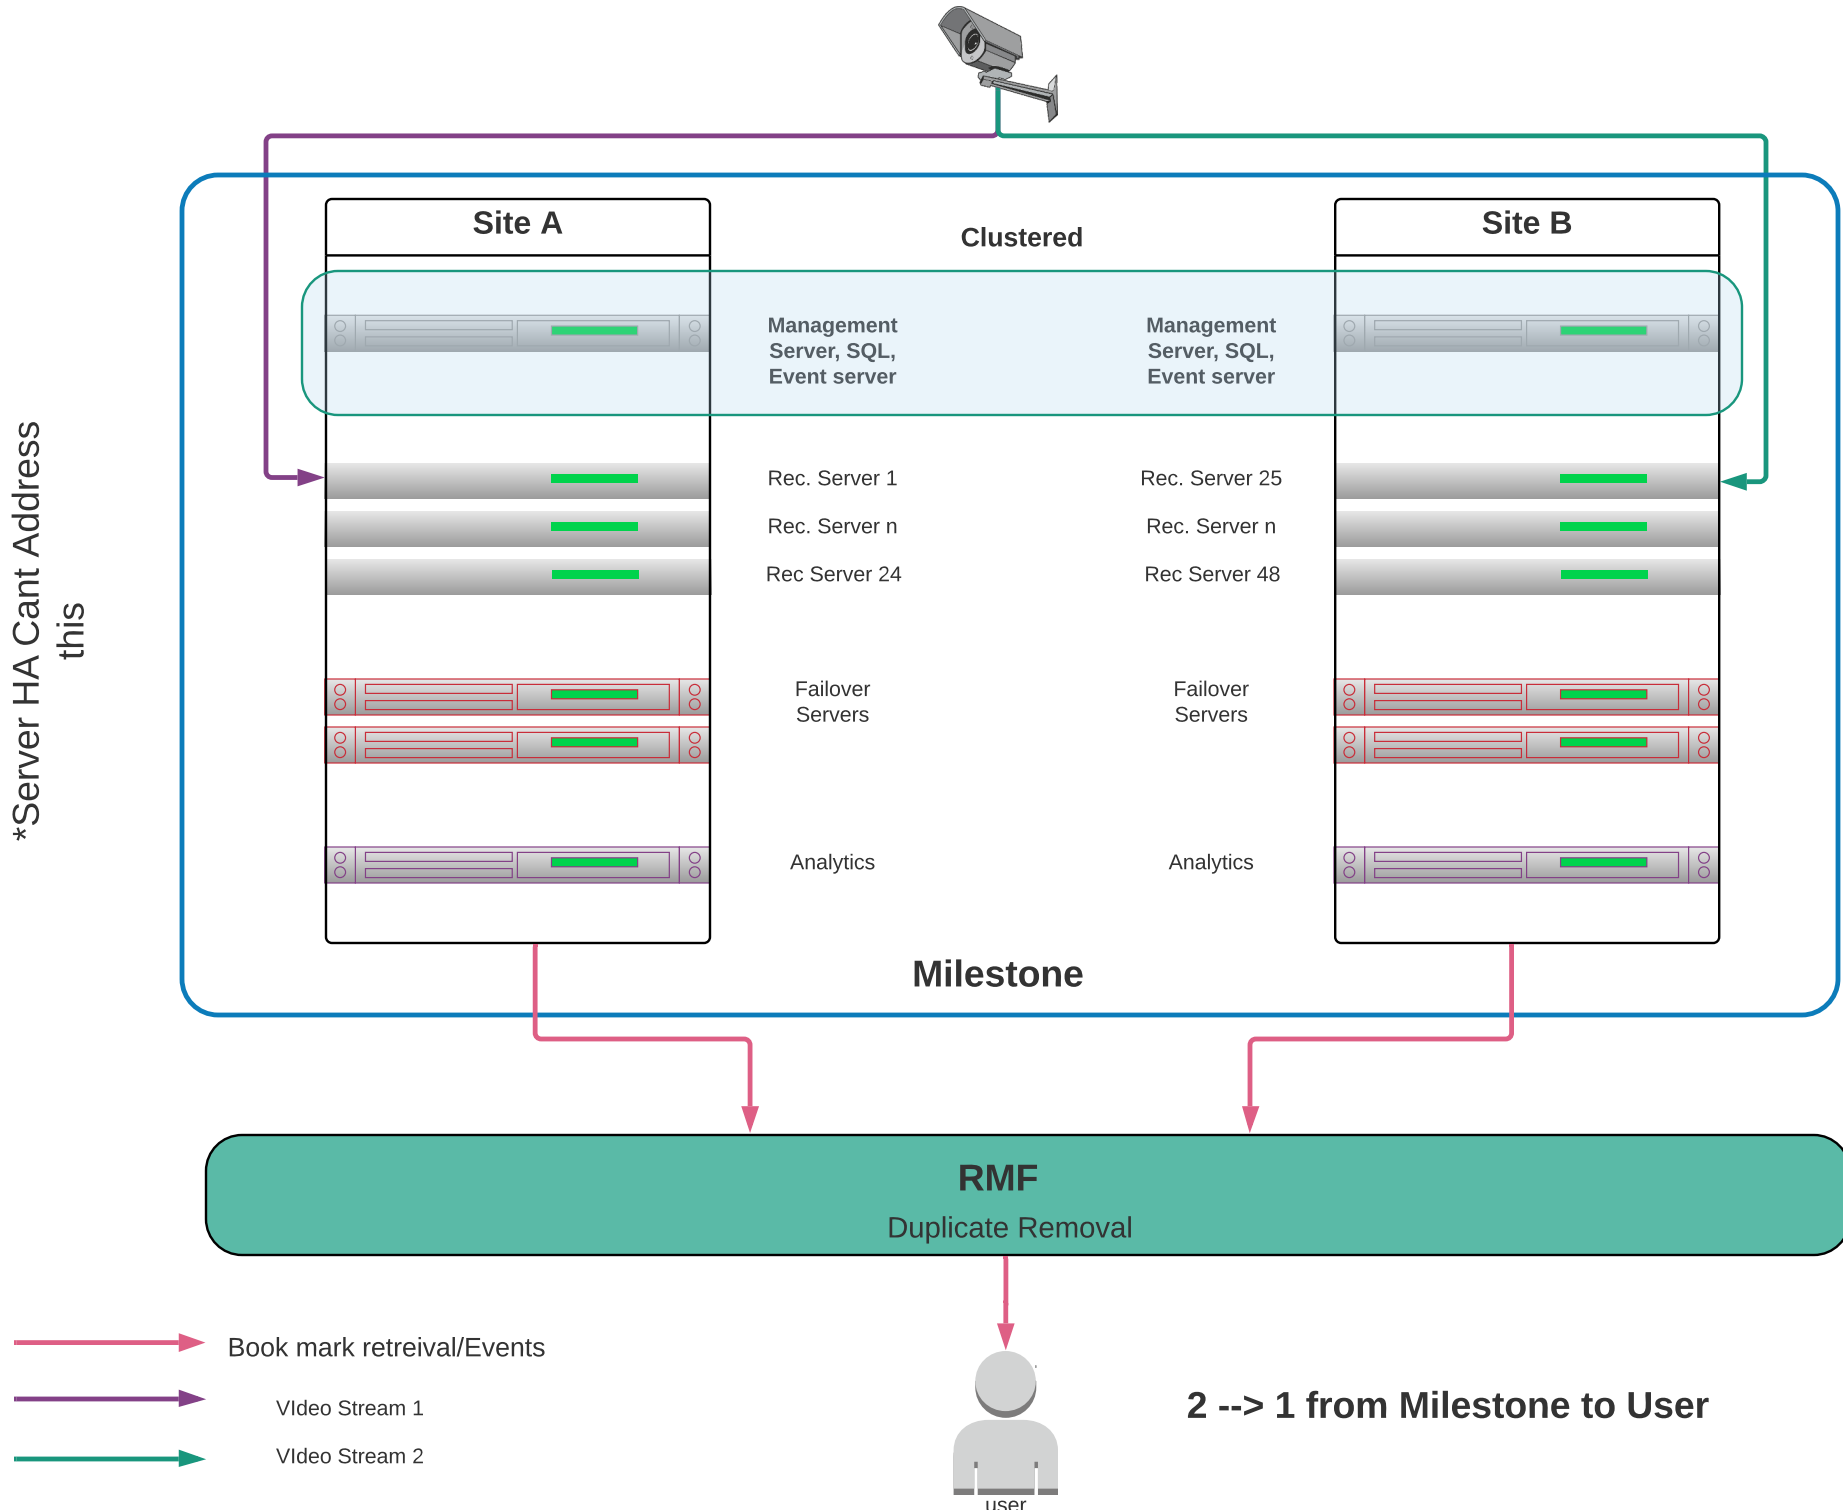 Site A
Site B
Clustered
Management
Server, SQL,
Event server
Management
Server, SQL,
Event server
Rec. Server 1
Rec. Server 25
Rec. Server n
Rec. Server n
Rec Server 24
Rec Server 48
*Server HA Cant Address
this
Failover
Servers
Failover
Servers
Analytics
Analytics
Milestone
RMF
Duplicate Removal
Book mark retreival/Events
VIdeo Stream 1
VIdeo Stream 2
2 --> 1 from Milestone to User
user